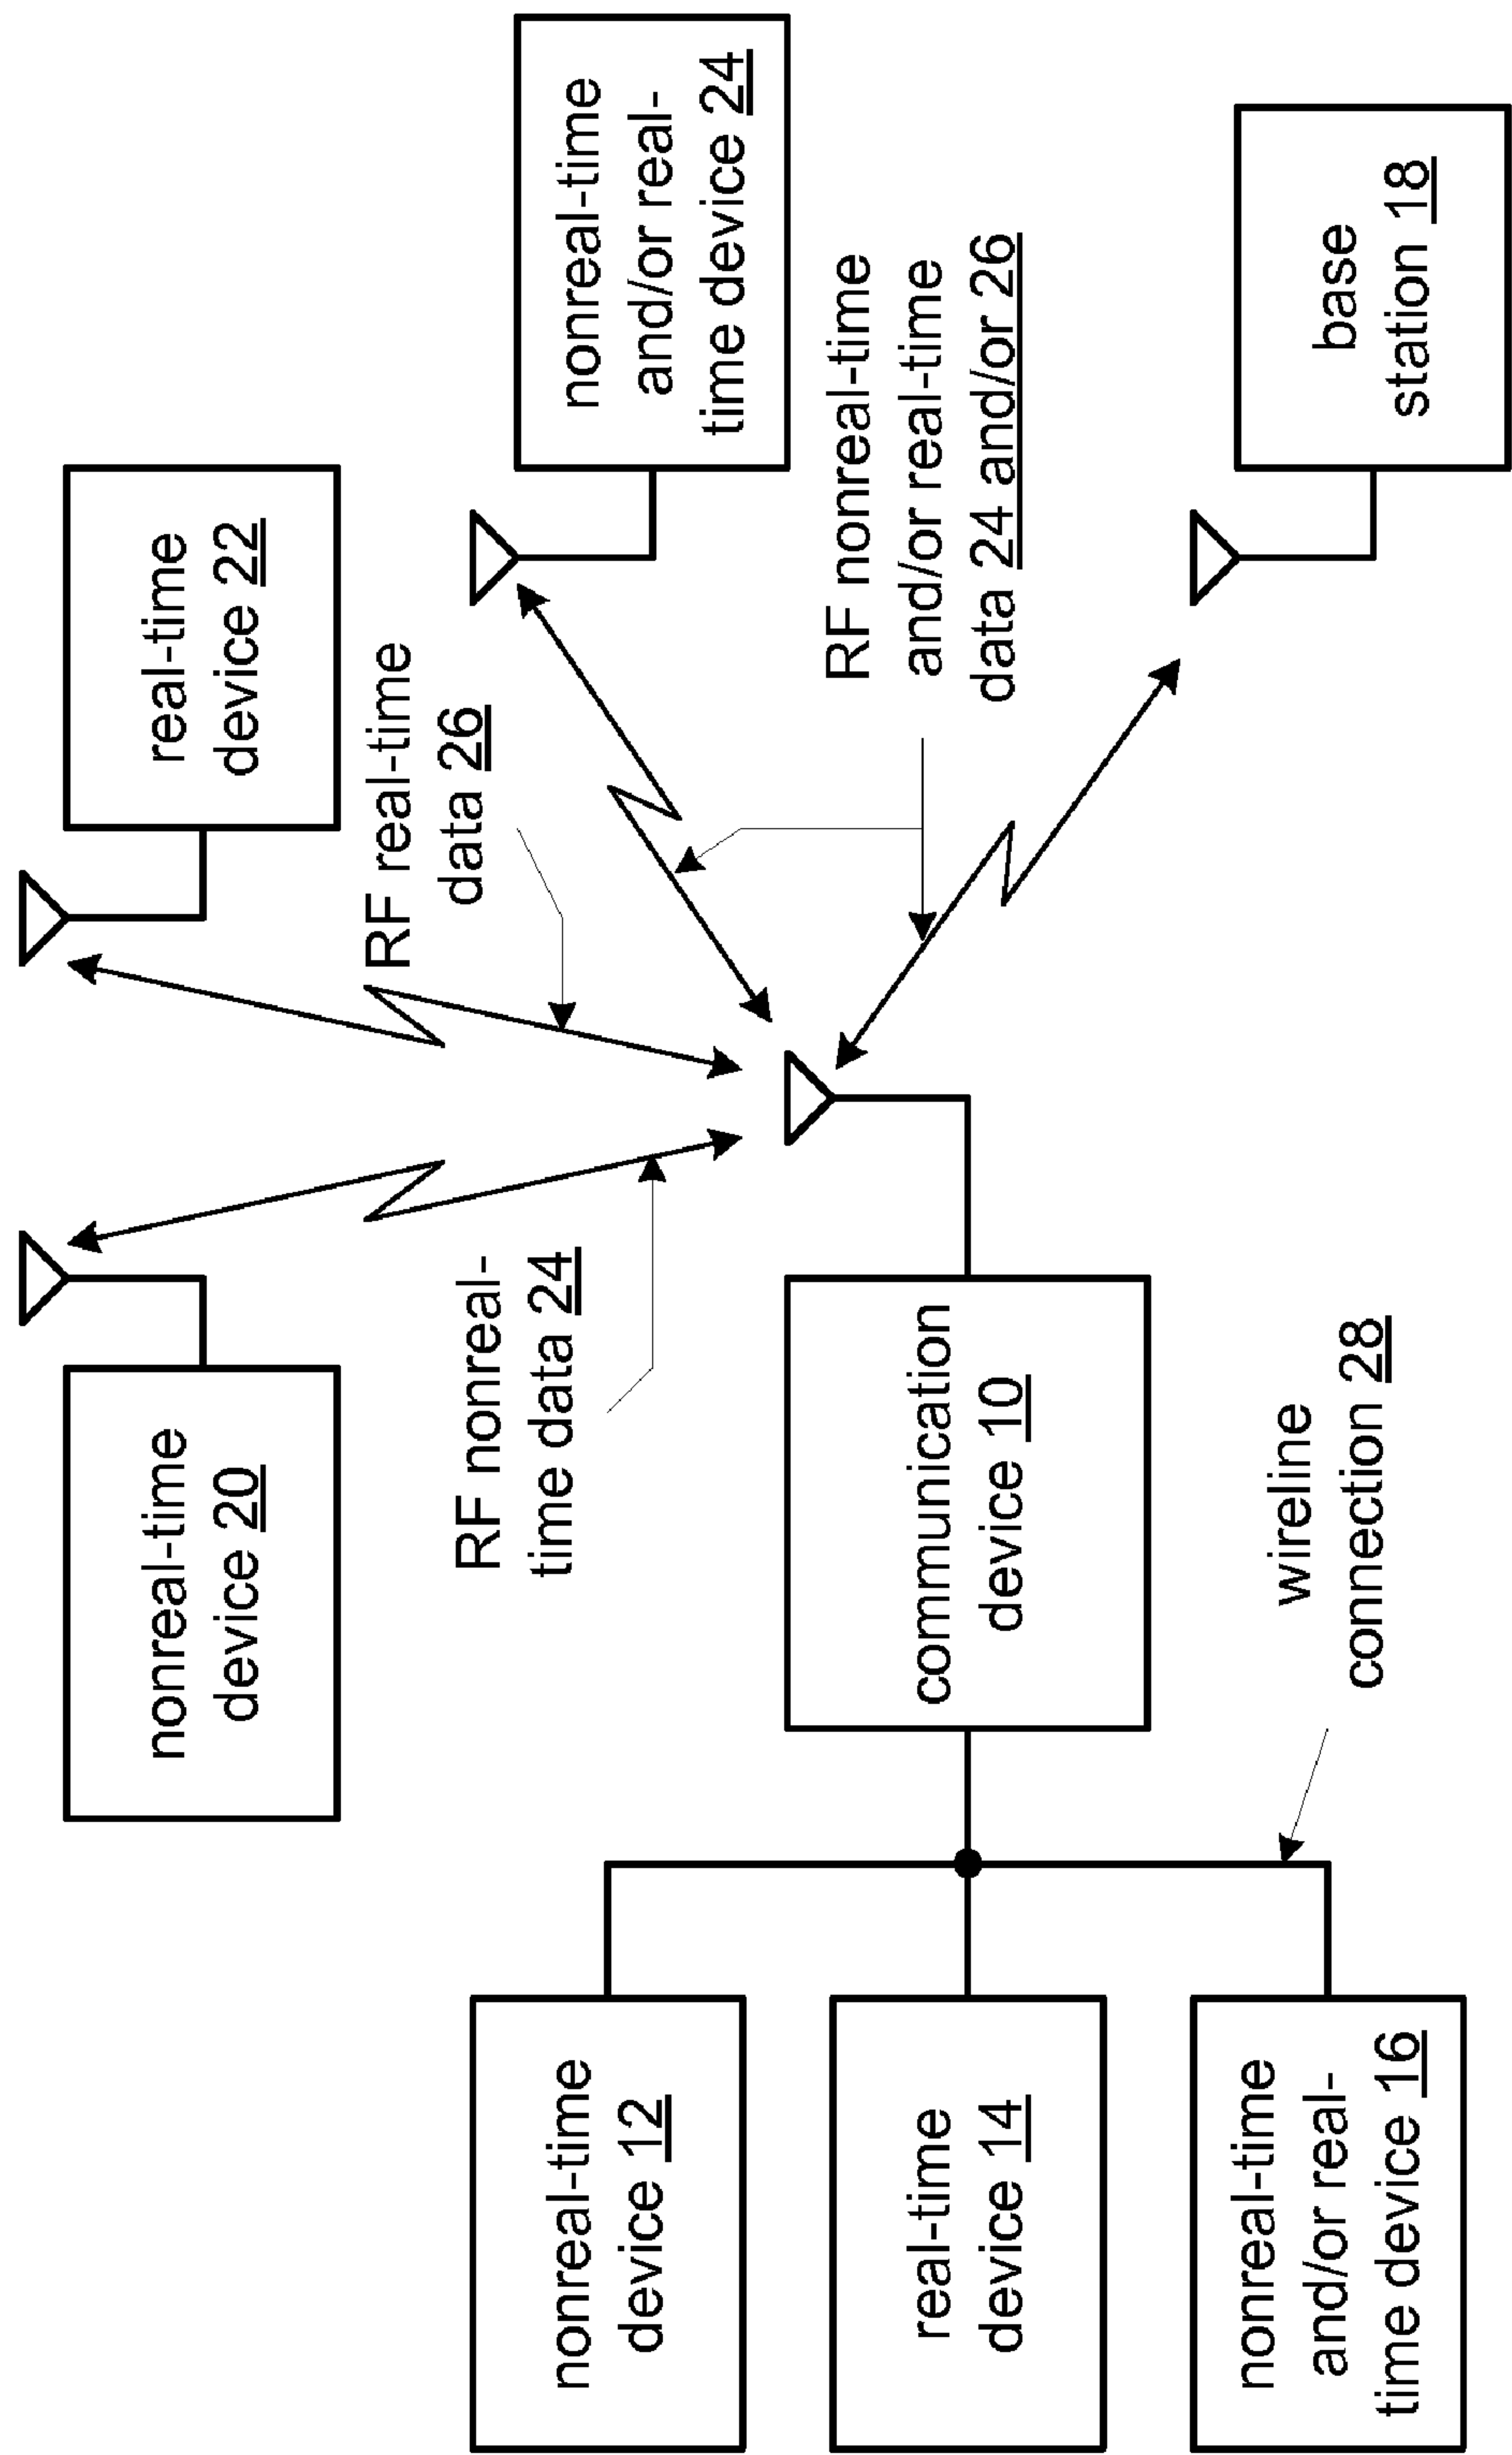 nonreal-time
device 20
real-time
device 22
RF real-time
data 26
RF nonreal-
time data 24
nonreal-time
and/or real-
time device 24
nonreal-time
device 12
RF nonreal-time
and/or real-time
data 24 and/or 26
real-time
device 14
communication
device 10
nonreal-time
and/or real-
time device 16
wireline
connection 28
base
station 18